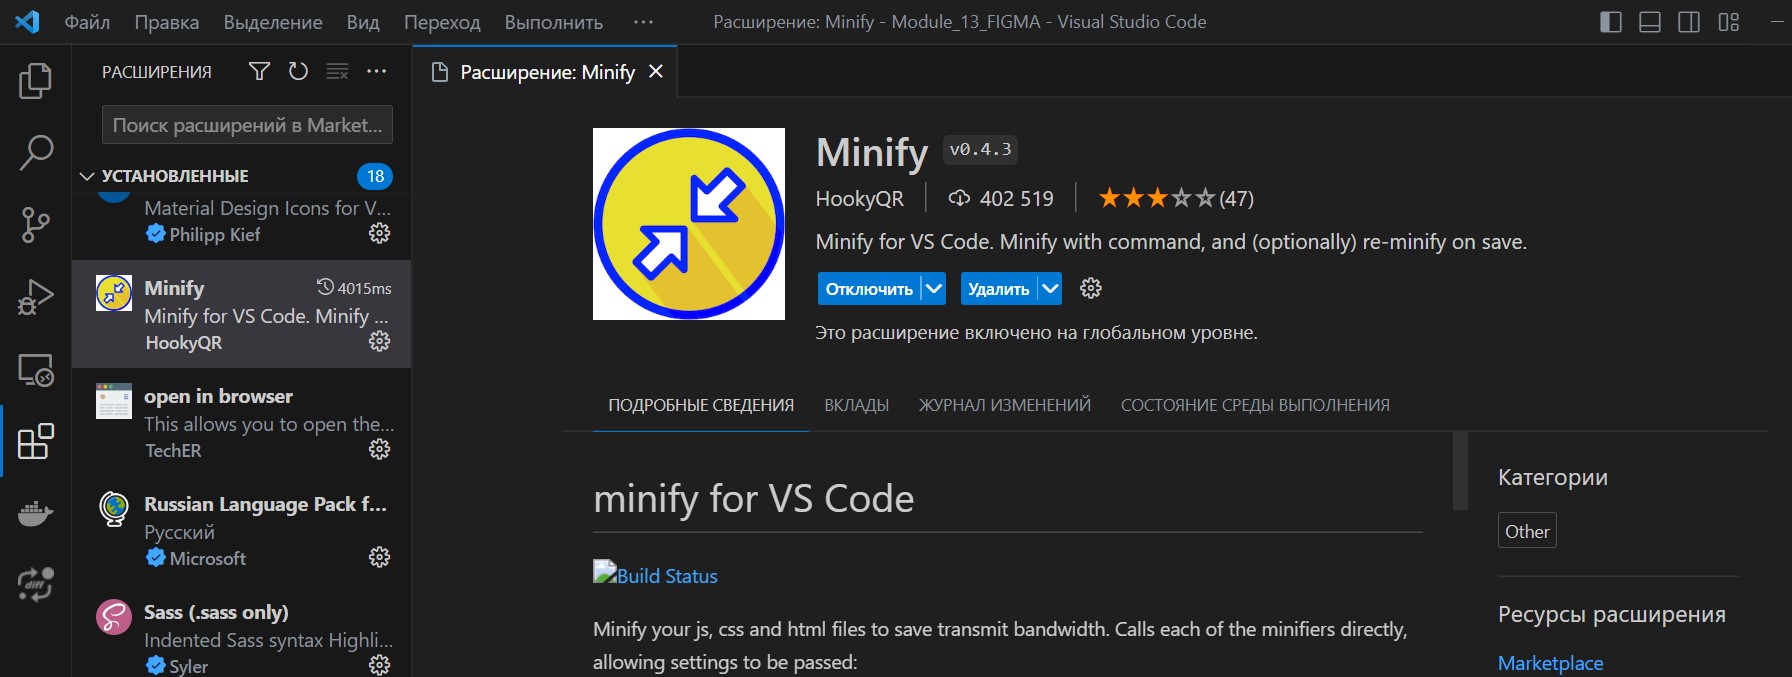 Файл Правка Выделение Вид Переход Выполнить ··· Расширение: Minify - Module_13_FIGMA - Visual Studio Code
РАСШИРЕНИЯ
Поиск расширений в Market...
УСТАНОВЛЕННЫЕ 18
Material Design Icons for V...
Philipp Kief
Minify 4015ms
Minify for VS Code. Minify ...
HookyQR
open in browser
This allows you to open the...
TechER
Russian Language Pack f...
Русский
Microsoft
Sass (.sass only)
Indented Sass syntax Highli...
Syler
diff
Расширение: Minify
Minify v0.4.3
HookyQR 402 519 (47)
Minify for VS Code. Minify with command, and (optionally) re-minify on save.
Отключить Удалить
Это расширение включено на глобальном уровне.
ПОДРОБНЫЕ СВЕДЕНИЯ ВКЛАДЫ ЖУРНАЛ ИЗМЕНЕНИЙ СОСТОЯНИЕ СРЕДЫ ВЫПОЛНЕНИЯ
minify for VS Code
Build Status
Minify your js, css and html files to save transmit bandwidth. Calls each of the minifiers directly,
allowing settings to be passed:
Категории
Other
Ресурсы расширения
Marketplace